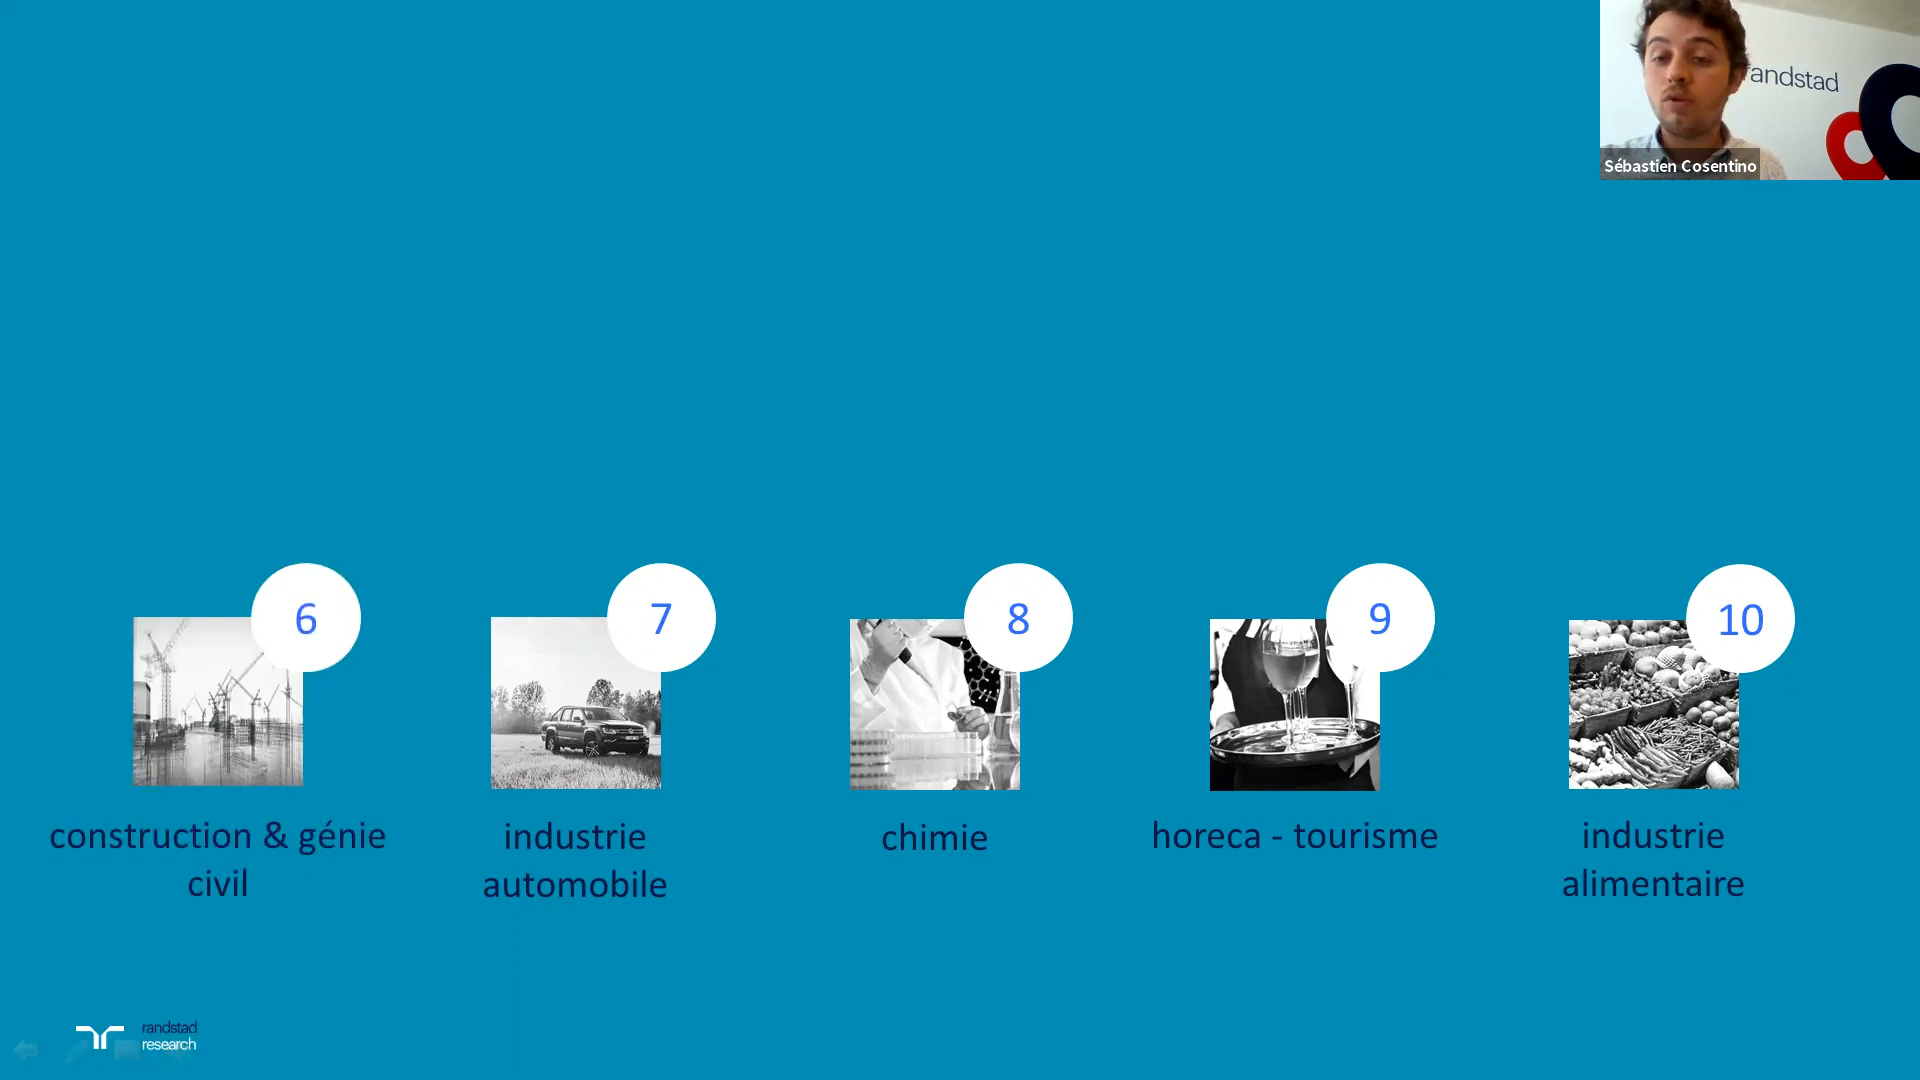 randstad
Sébastien Cosentino
6
7
8
9
10
construction & génie
civil
industrie
automobile
chimie
horeca - tourisme
industrie
alimentaire
randstad
research